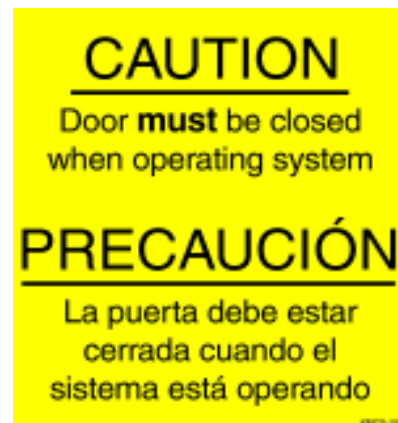 CAUTION
Door must be closed
when operating system
PRECAUCIÓN
La puerta debe estar
cerrada cuando el
sistema está operando